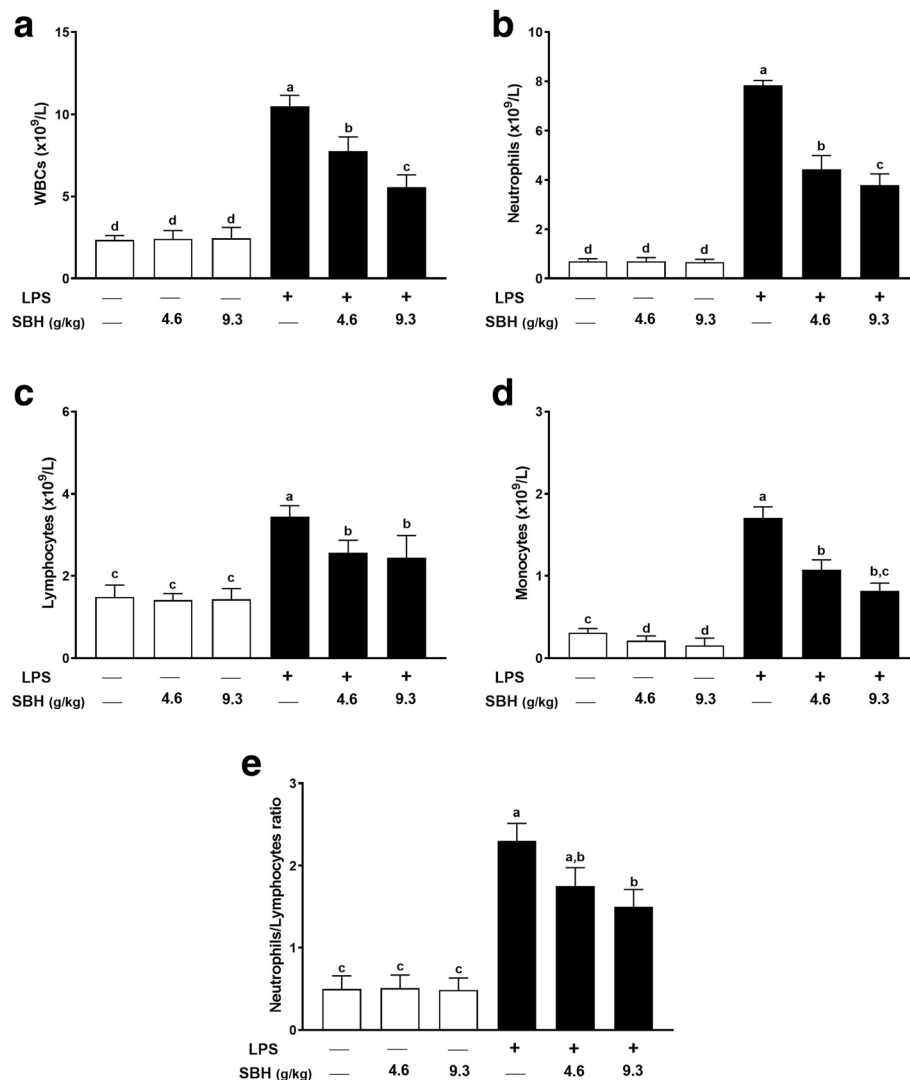 a
WBCs (x10⁹/L)
15
10
5
0
d d d a b c
LPS — — — + + +
SBH (g/kg) — 4.6 9.3 — 4.6 9.3
b
Neutrophils (x10⁹/L)
10
8
6
4
2
0
d d d a b c
LPS — — — + + +
SBH (g/kg) — 4.6 9.3 — 4.6 9.3
c
Lymphocytes (x10⁹/L)
6
4
2
0
c c c a b b
LPS — — — + + +
SBH (g/kg) — 4.6 9.3 — 4.6 9.3
d
Monocytes (x10⁹/L)
3
2
1
0
c d d a b b,c
LPS — — — + + +
SBH (g/kg) — 4.6 9.3 — 4.6 9.3
e
Neutrophils/Lymphocytes ratio
3
2
1
0
c c c a a,b b
LPS — — — + + +
SBH (g/kg) — 4.6 9.3 — 4.6 9.3